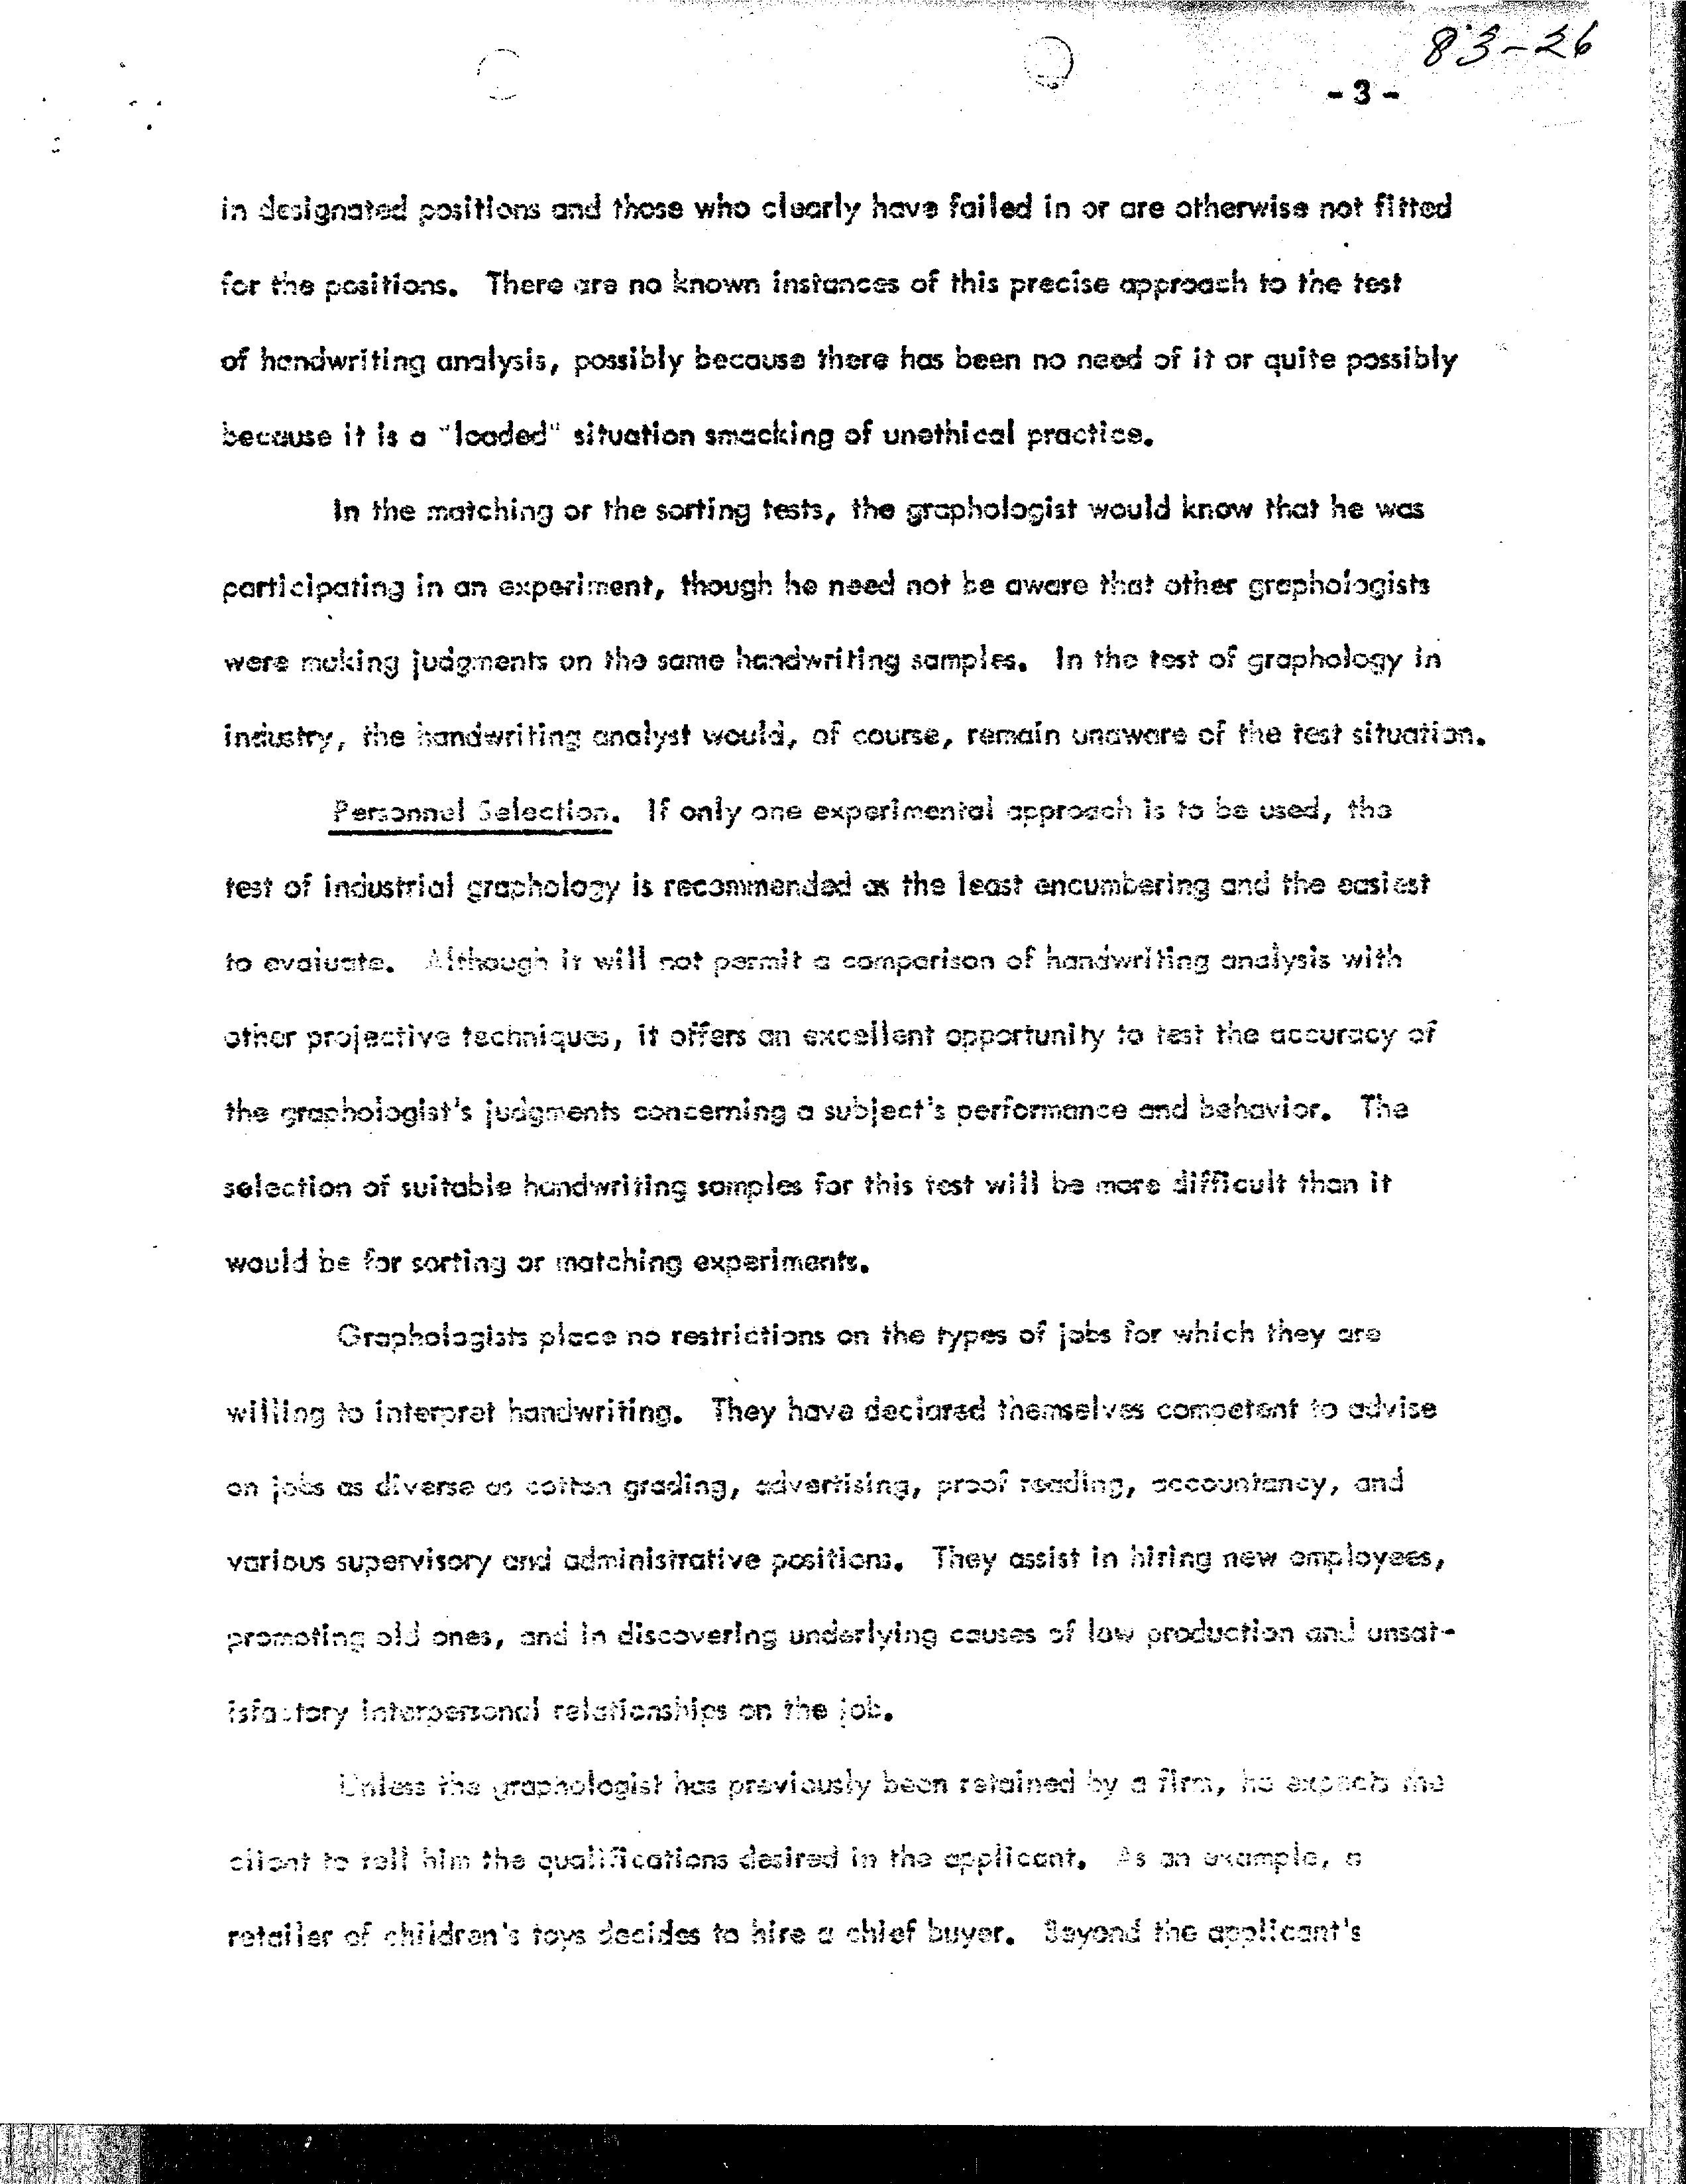 83-26
- 3 -
in designated positions and those who clearly have failed in or are otherwise not fitted
for the positions. There are no known instances of this precise approach to the test
of handwriting analysis, possibly because there has been no need of it or quite possibly
because it is a "loaded" situation smacking of unethical practice.
In the matching or the sorting tests, the graphologist would know that he was
participating in an experiment, though he need not be aware that other graphologists
were making judgments on the same handwriting samples. In the test of graphology in
industry, the handwriting analyst would, of course, remain unaware of the test situation.
Personnel Selection. If only one experimental approach is to be used, the
test of industrial graphology is recommended as the least encumbering and the easiest
to evaluate. Although it will not permit a comparison of handwriting analysis with
other projective techniques, it offers an excellent opportunity to test the accuracy of
the graphologist's judgments concerning a subject's performance and behavior. The
selection of suitable handwriting samples for this test will be more difficult than it
would be for sorting or matching experiments.
Graphologists place no restrictions on the types of jobs for which they are
willing to interpret handwriting. They have declared themselves competent to advise
on jobs as diverse as cotton grading, advertising, proof reading, accountancy, and
various supervisory and administrative positions. They assist in hiring new employees,
promoting old ones, and in discovering underlying causes of low production and unsat-
isfactory interpersonal relationships on the job.
Unless the graphologist has previously been retained by a firm, he expects the
client to tell him the qualifications desired in the applicant. As an example, a
retailer of children's toys decides to hire a chief buyer. Beyond the applicant's